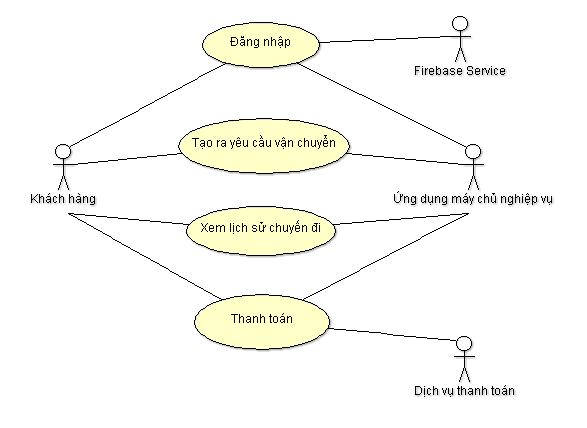 Đăng nhập
Firebase Service
Tạo ra yêu cầu vận chuyển
Khách hàng
Ứng dụng máy chủ nghiệp vụ
Xem lịch sử chuyến đi
Thanh toán
Dịch vụ thanh toán